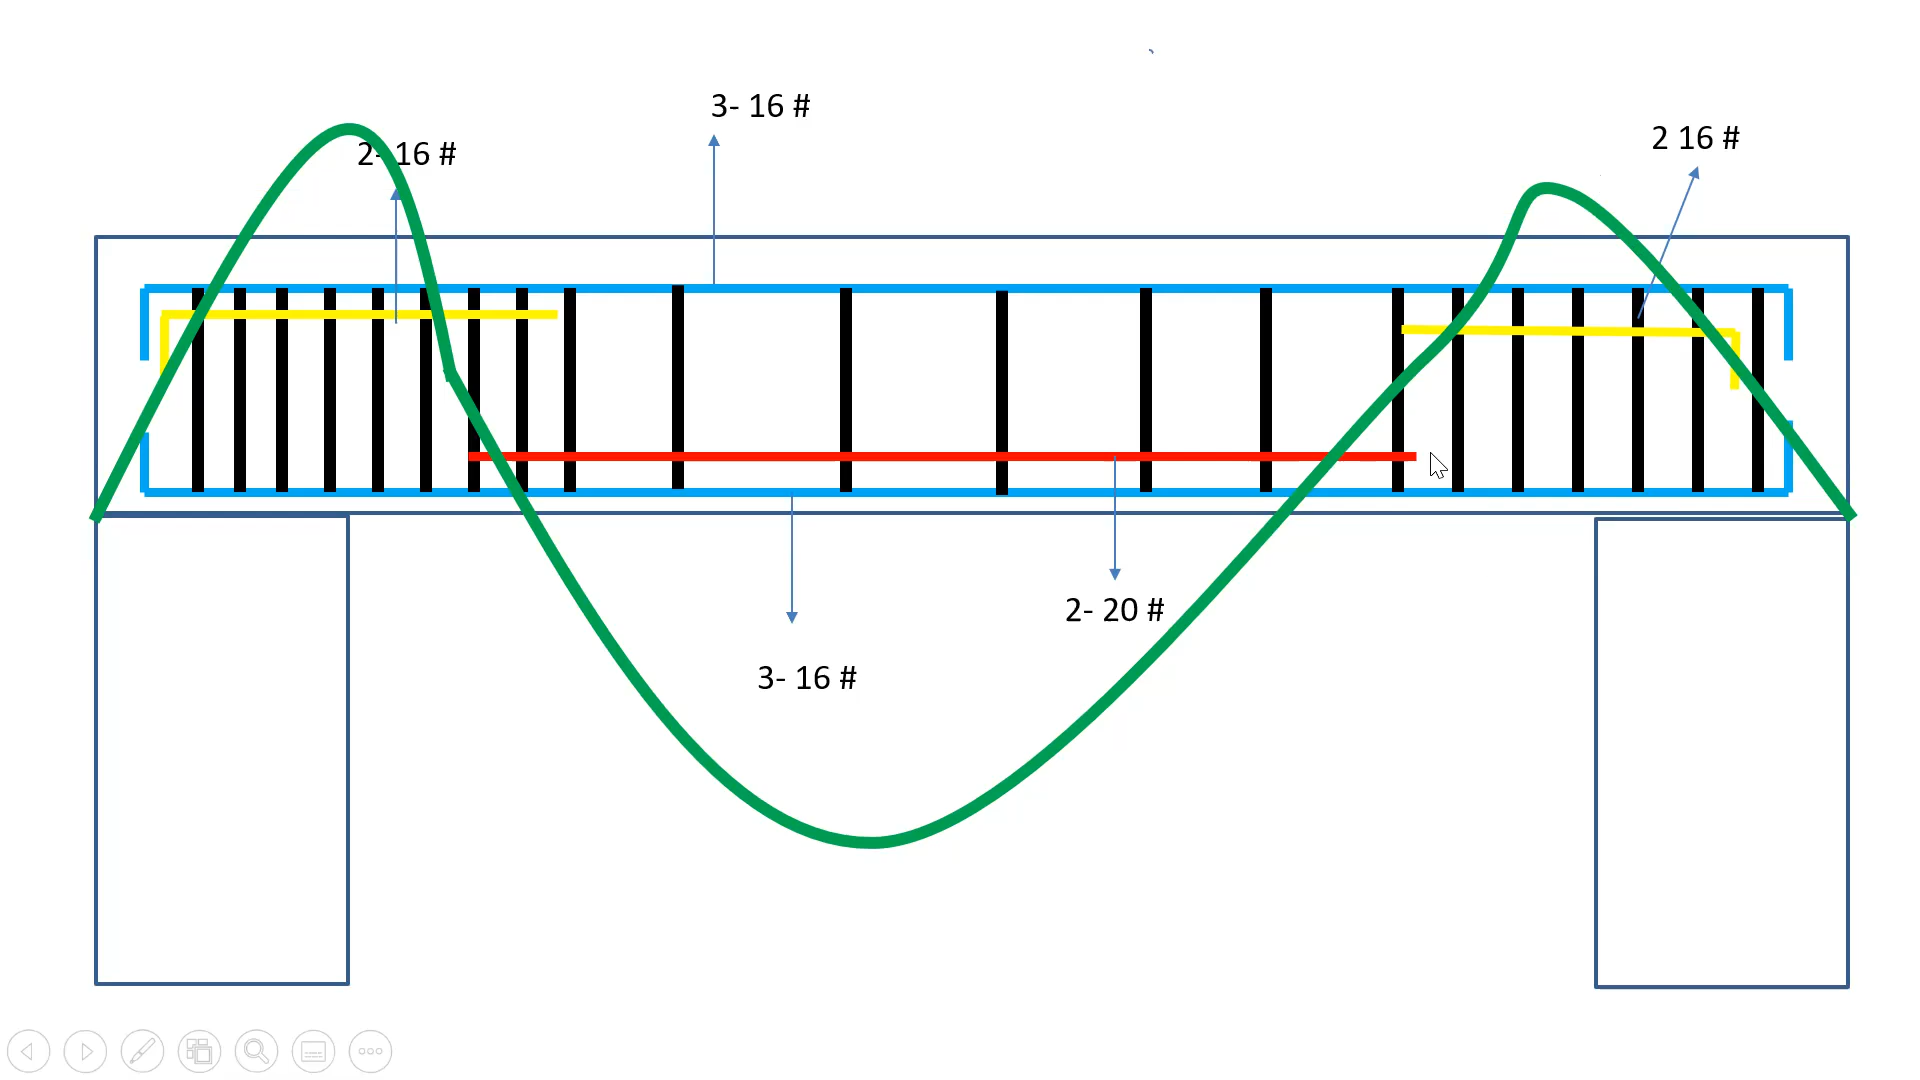 3- 16 #
2- 16 #
2 16 #
2- 20 #
3- 16 #